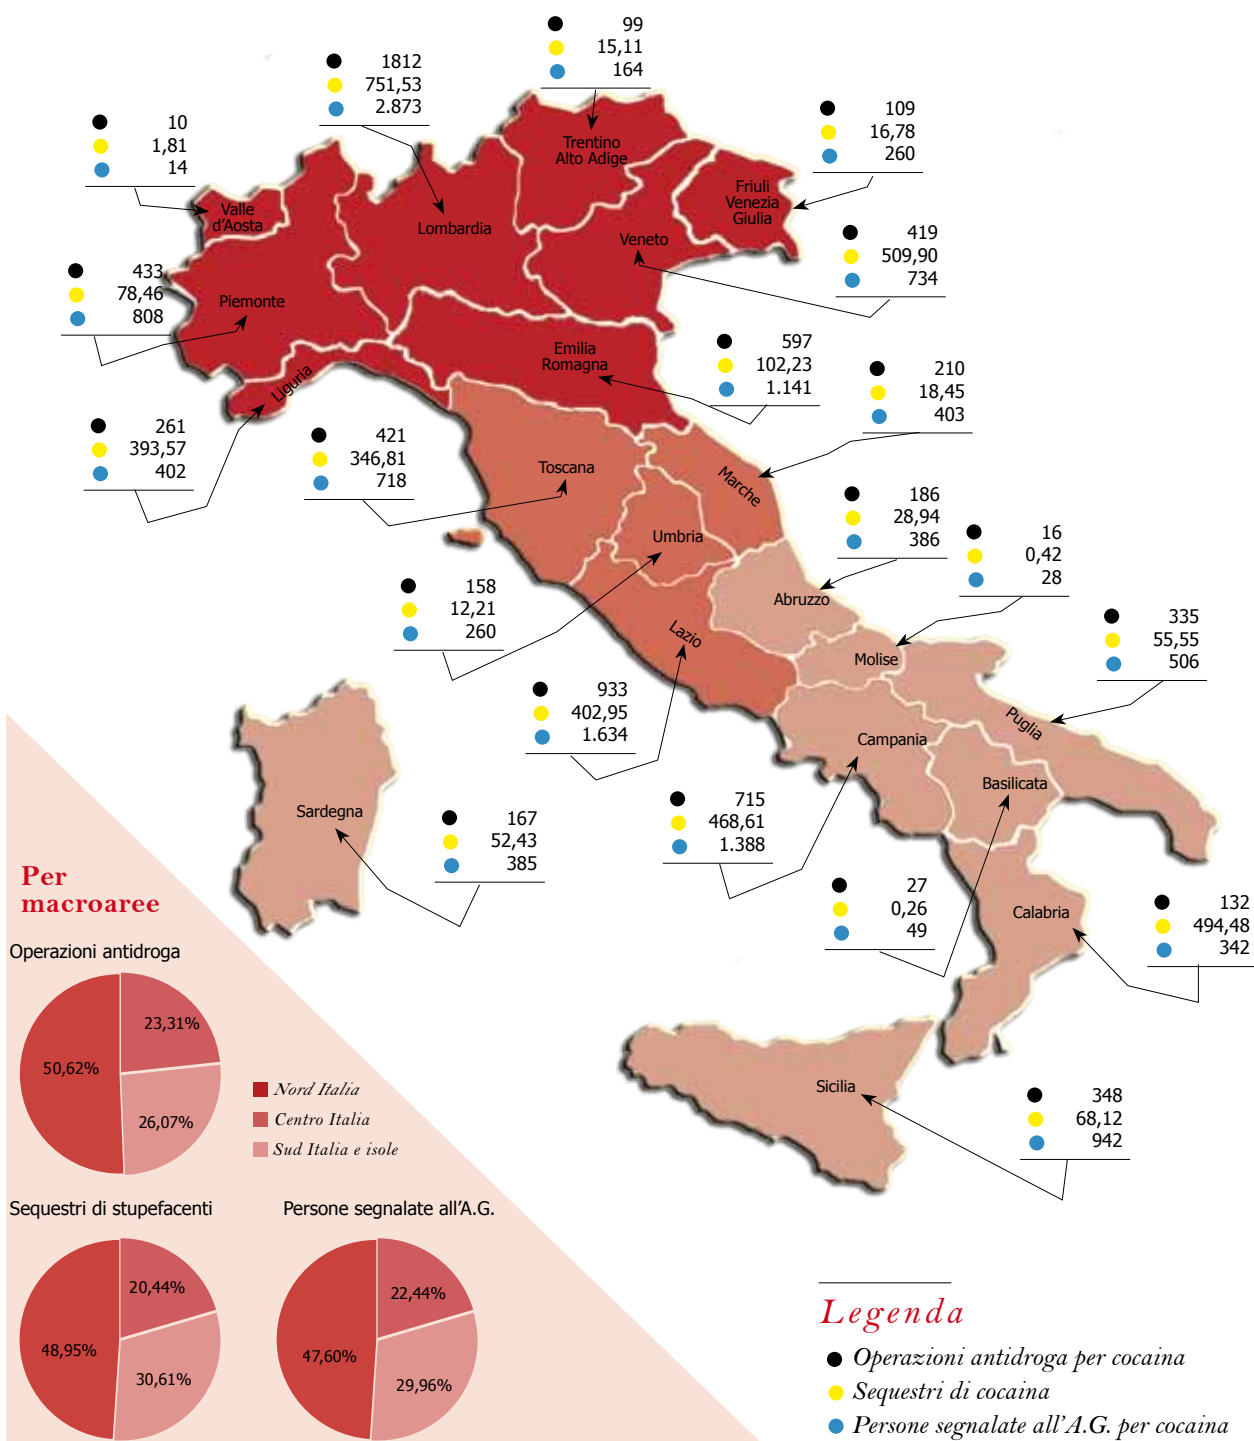 99
15,11
164
1812
751,53
2.873
10
1,81
14
109
16,78
260
Trentino
Alto Adige
Friuli
Venezia
Giulia
Valle
d'Aosta
Lombardia
Veneto
419
509,90
734
433
78,46
808
Piemonte
Emilia
Romagna
597
102,23
1.141
210
18,45
403
Liguria
261
393,57
402
421
346,81
718
Toscana
Marche
186
28,94
386
Umbria
16
0,42
28
158
12,21
260
Abruzzo
Lazio
Molise
335
55,55
506
933
402,95
1.634
Puglia
Campania
Basilicata
Sardegna
167
52,43
385
715
468,61
1.388
27
0,26
49
Calabria
132
494,48
342
Sicilia
348
68,12
942
Per
macroaree
Operazioni antidroga
23,31%
50,62%
26,07%
Nord Italia
Centro Italia
Sud Italia e isole
Sequestri di stupefacenti
20,44%
48,95%
30,61%
Persone segnalate all'A.G.
22,44%
47,60%
29,96%
Legenda
Operazioni antidroga per cocaina
Sequestri di cocaina
Persone segnalate all'A.G. per cocaina